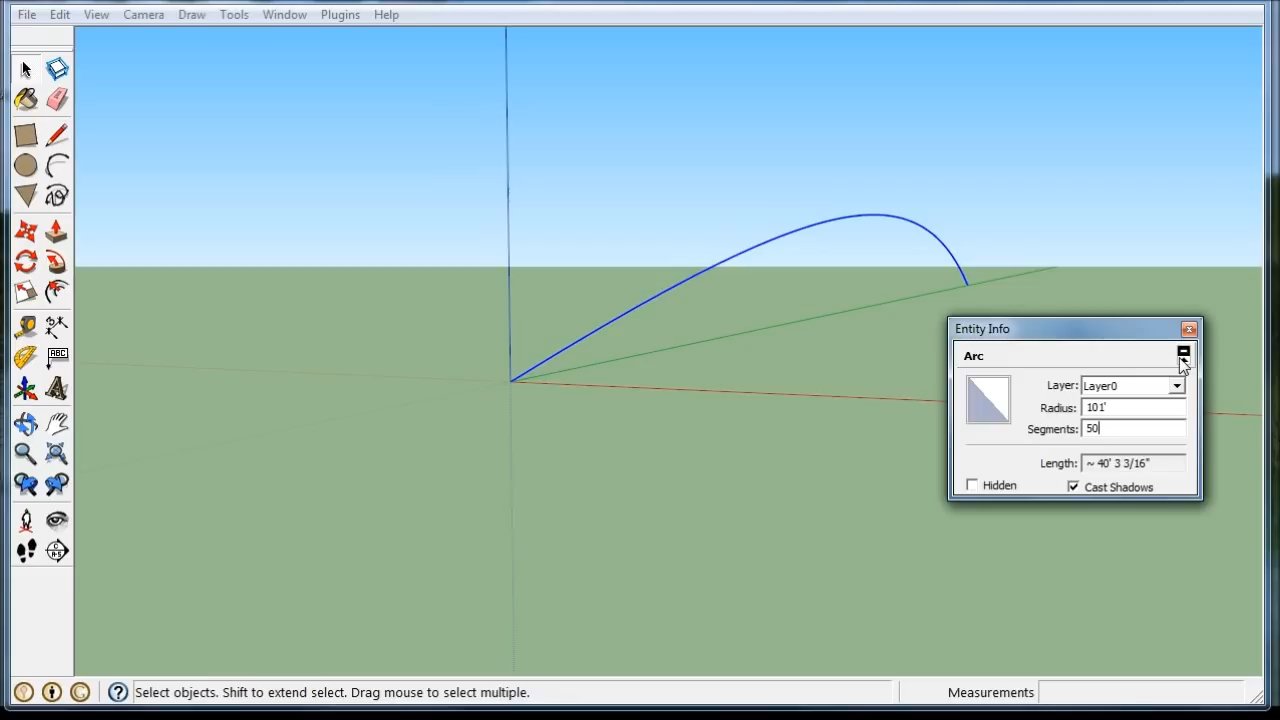 File Edit View Camera Draw Tools Window Plugins Help
ABC
Entity Info
Arc
Layer: Layer0
Radius: 101'
Segments: 50
Length: ~ 40' 3 3/16"
Hidden Cast Shadows
Select objects. Shift to extend select. Drag mouse to select multiple.
Measurements